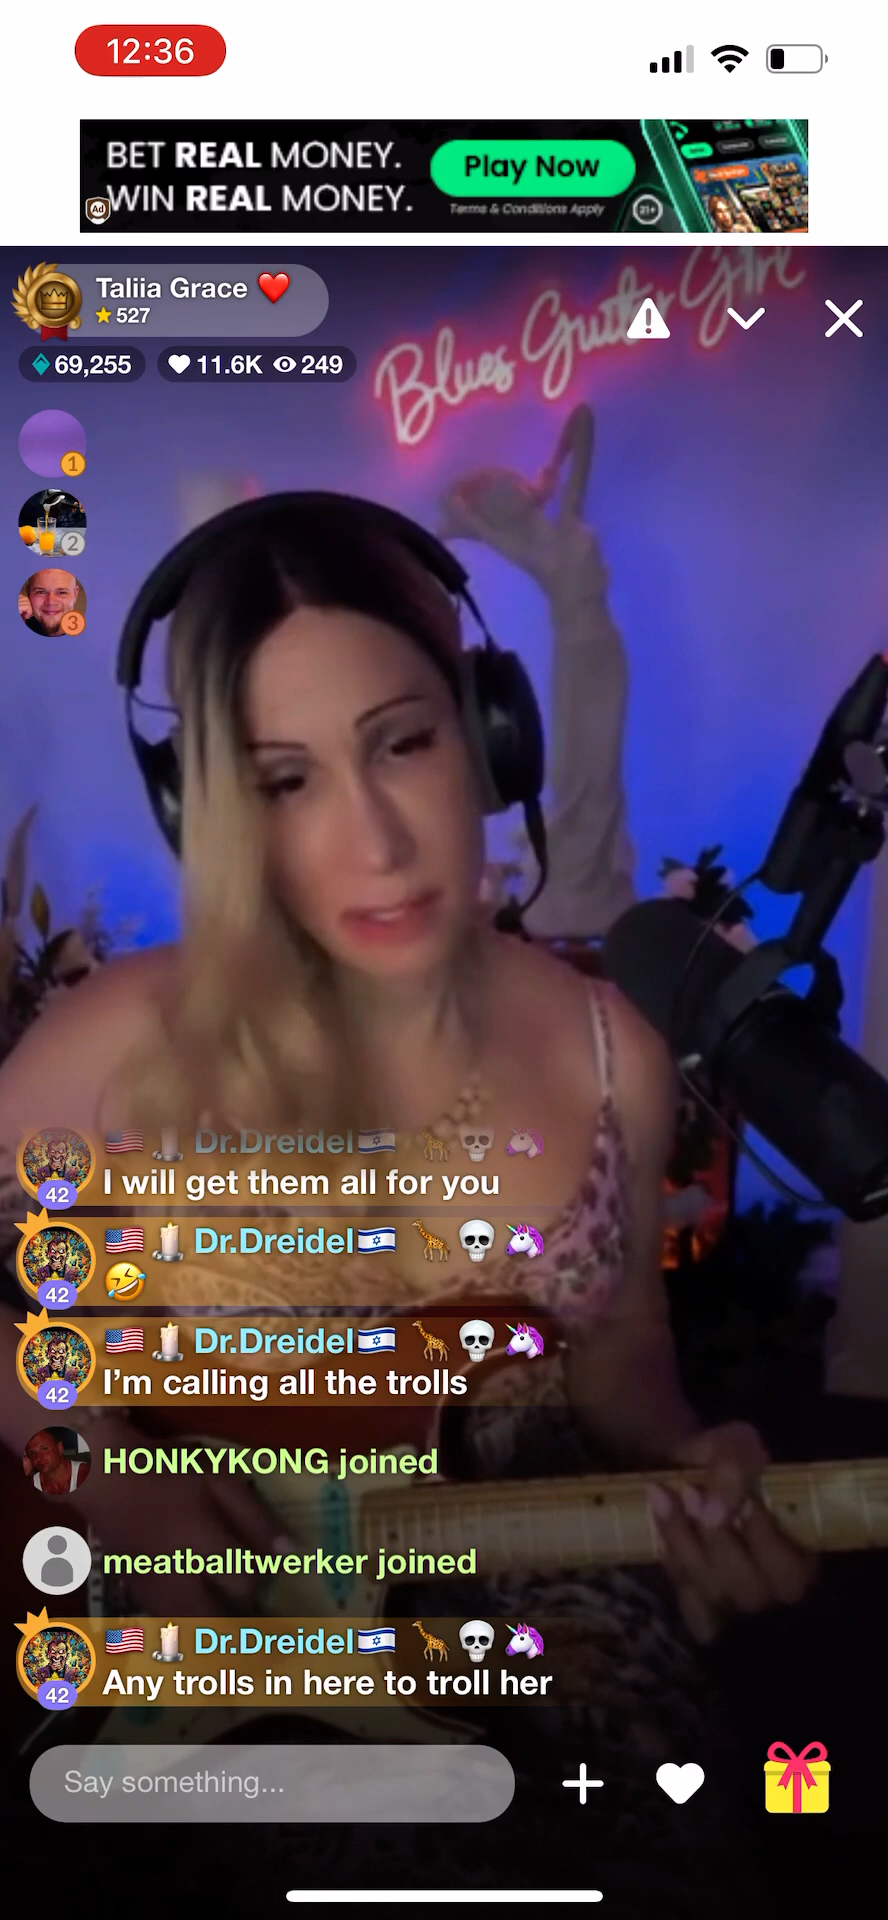 12:36
BET REAL MONEY.
WIN REAL MONEY.
Play Now
Terms & Conditions Apply
21+
Ad
Taliia Grace ❤️
527
69,255
11.6K
249
Blues Guitar Girl
1
2
3
🇺🇸🕯️Dr.Dreidel🇮🇱 🦒💀🦄
42
I will get them all for you
🇺🇸🕯️Dr.Dreidel🇮🇱 🦒💀🦄
42
🤣
🇺🇸🕯️Dr.Dreidel🇮🇱 🦒💀🦄
42
I'm calling all the trolls
HONKYKONG joined
meatballtwerker joined
🇺🇸🕯️Dr.Dreidel🇮🇱 🦒💀🦄
42
Any trolls in here to troll her
Say something...